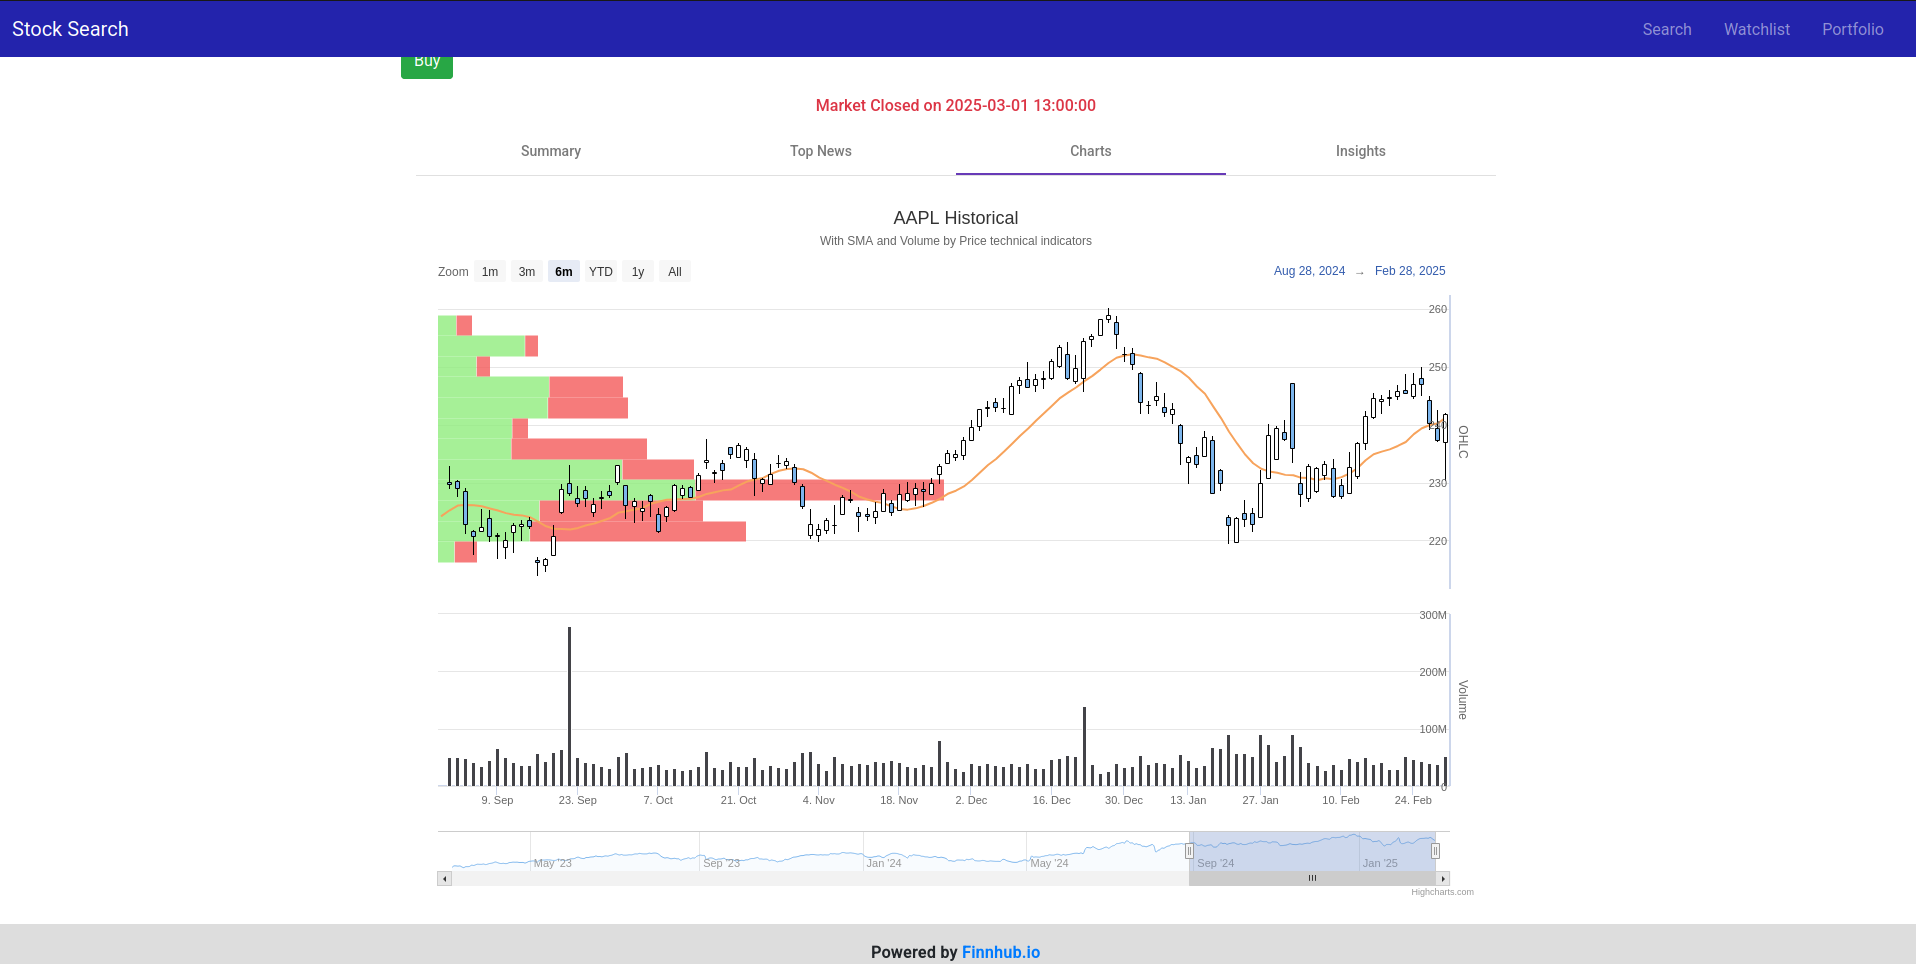 Stock Search Search Watchlist Portfolio
Buy
Market Closed on 2025-03-01 13:00:00
Summary Top News Charts Insights
AAPL Historical
With SMA and Volume by Price technical indicators
Zoom 1m 3m 6m YTD 1y All Aug 28, 2024 → Feb 28, 2025
260
250
240
OHLC
230
220
300M
200M
Volume
100M
0
9. Sep 23. Sep 7. Oct 21. Oct 4. Nov 18. Nov 2. Dec 16. Dec 30. Dec 13. Jan 27. Jan 10. Feb 24. Feb
May '23 Sep '23 Jan '24 May '24 Sep '24 Jan '25
Highcharts.com
Powered by Finnhub.io